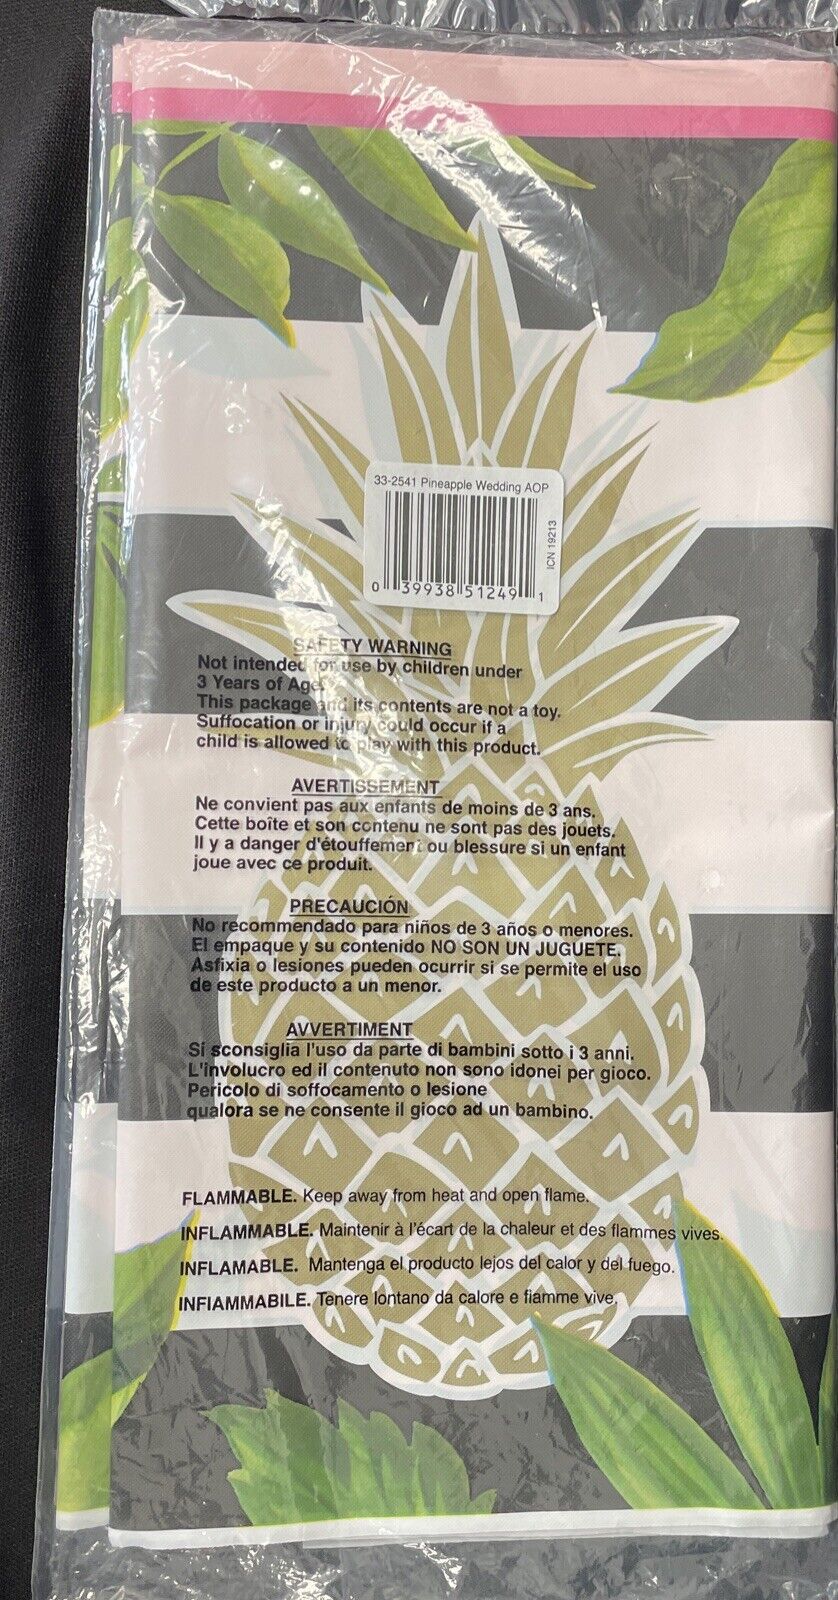 33-2541 Pineapple Wedding AOP
ICN 19213
0 39938 51249 1
SAFETY WARNING
Not intended for use by children under
3 Years of Age.
This package and its contents are not a toy.
Suffocation or injury could occur if a
child is allowed to play with this product.
AVERTISSEMENT
Ne convient pas aux enfants de moins de 3 ans.
Cette boîte et son contenu ne sont pas des jouets.
Il y a danger d'étouffement ou blessure si un enfant
joue avec ce produit.
PRECAUCIÓN
No recommendado para niños de 3 años o menores.
El empaque y su contenido NO SON UN JUGUETE.
Asfixia o lesiones pueden ocurrir si se permite el uso
de este producto a un menor.
AVVERTIMENT
Si sconsiglia l'uso da parte di bambini sotto i 3 anni.
L'involucro ed il contenuto non sono idonei per gioco.
Pericolo di soffocamento o lesione
qualora se ne consente il gioco ad un bambino.
FLAMMABLE. Keep away from heat and open flame.
INFLAMMABLE. Maintenir à l'écart de la chaleur et des flammes vives.
INFLAMABLE. Mantenga el producto lejos del calor y del fuego.
INFIAMMABILE. Tenere lontano da calore e fiamme vive.